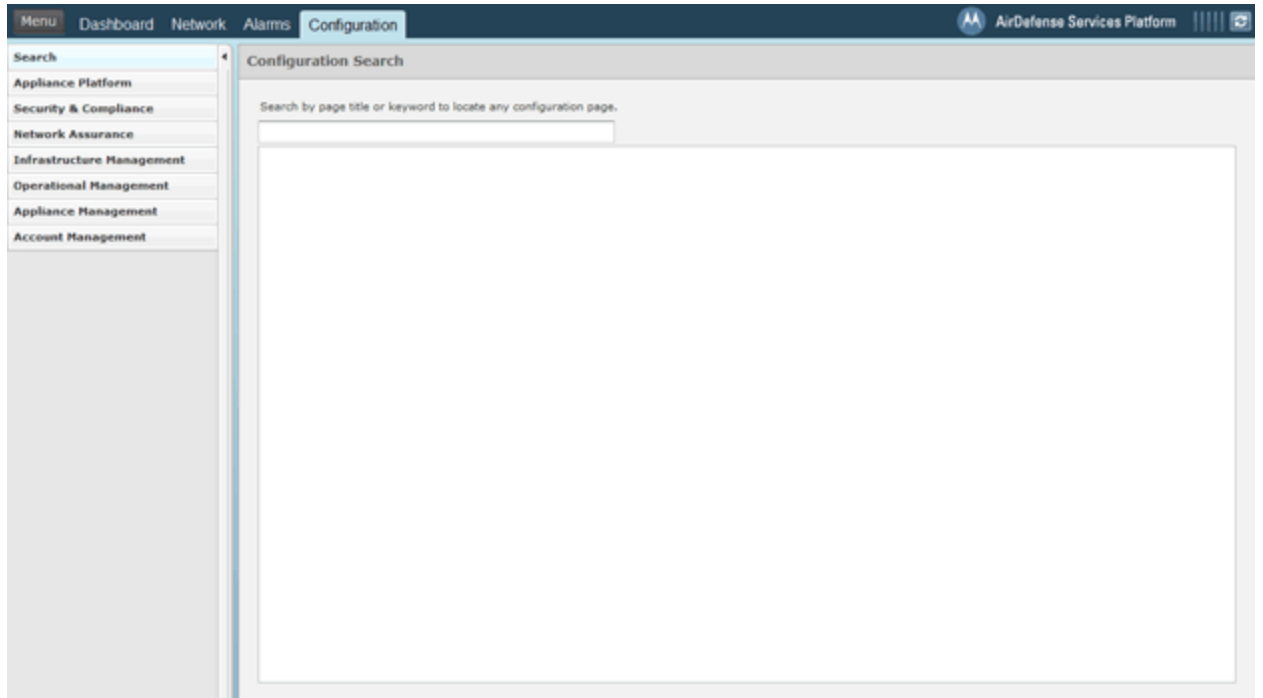 Menu Dashboard Network Alarms Configuration AirDefense Services Platform
Search
Configuration Search
Appliance Platform
Security & Compliance
Search by page title or keyword to locate any configuration page.
Network Assurance
Infrastructure Management
Operational Management
Appliance Management
Account Management